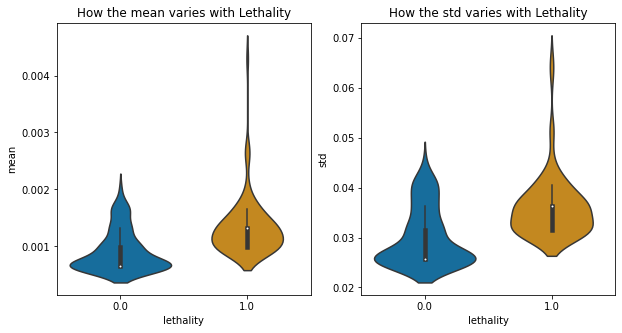 How the mean varies with Lethality
mean
0.004
0.003
0.002
0.001
0.0
1.0
lethality
How the std varies with Lethality
std
0.07
0.06
0.05
0.04
0.03
0.02
0.0
1.0
lethality